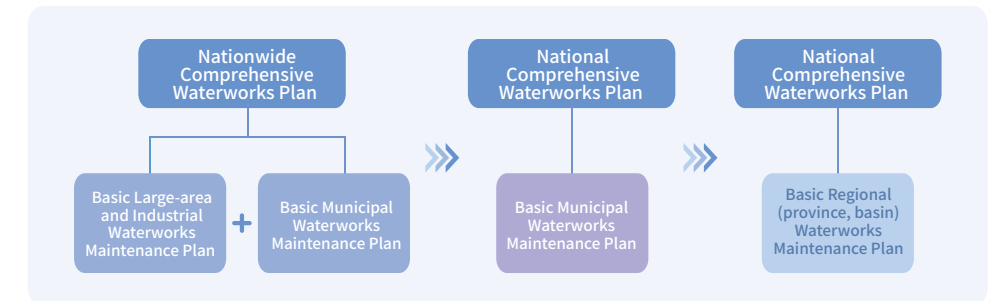 Nationwide
Comprehensive
Waterworks Plan
National
Comprehensive
Waterworks Plan
National
Comprehensive
Waterworks Plan
Basic Large-area
and Industrial
Waterworks
Maintenance Plan
+
Basic Municipal
Waterworks
Maintenance Plan
Basic Municipal
Waterworks
Maintenance Plan
Basic Regional
(province, basin)
Waterworks
Maintenance Plan